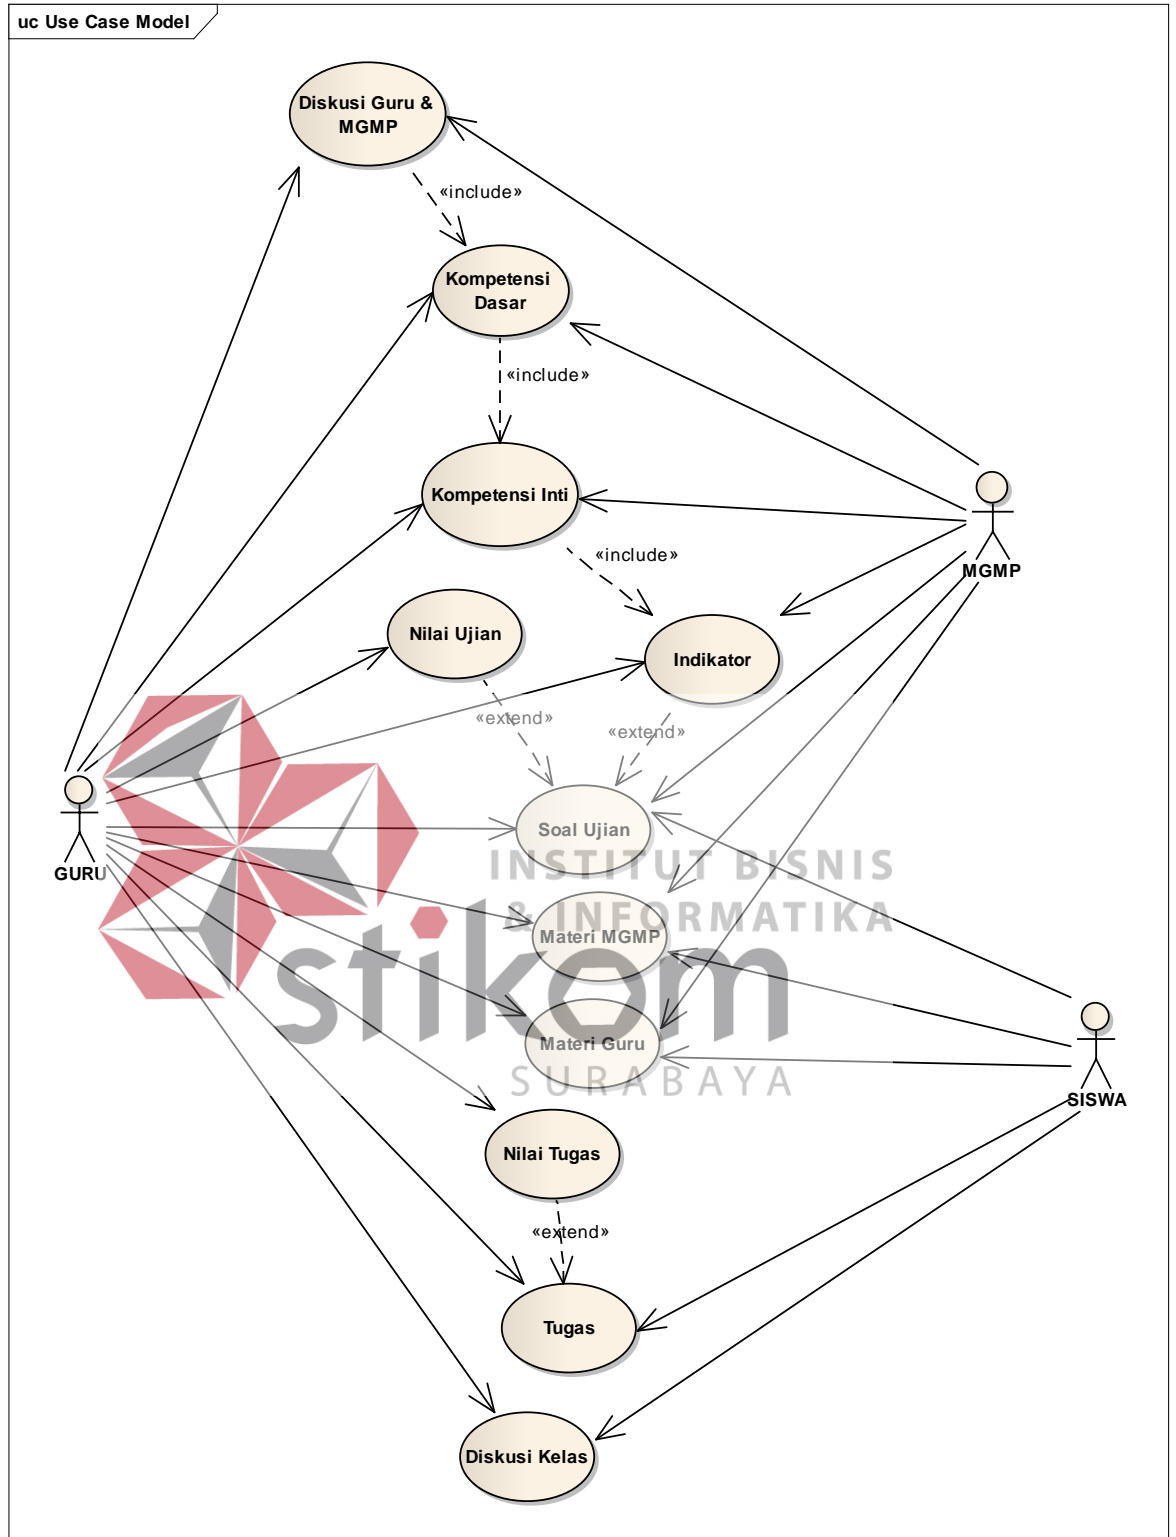 uc Use Case Model
Diskusi Guru &
MGMP
«include»
Kompetensi
Dasar
«include»
Kompetensi Inti
MGMP
«include»
Nilai Ujian
Indikator
«extend»
«extend»
Soal Ujian
GURU
INSTITUT BISNIS
& INFORMATIKA
Materi MGMP
stikom
Materi Guru
SURABAYA
SISWA
Nilai Tugas
«extend»
Tugas
Diskusi Kelas